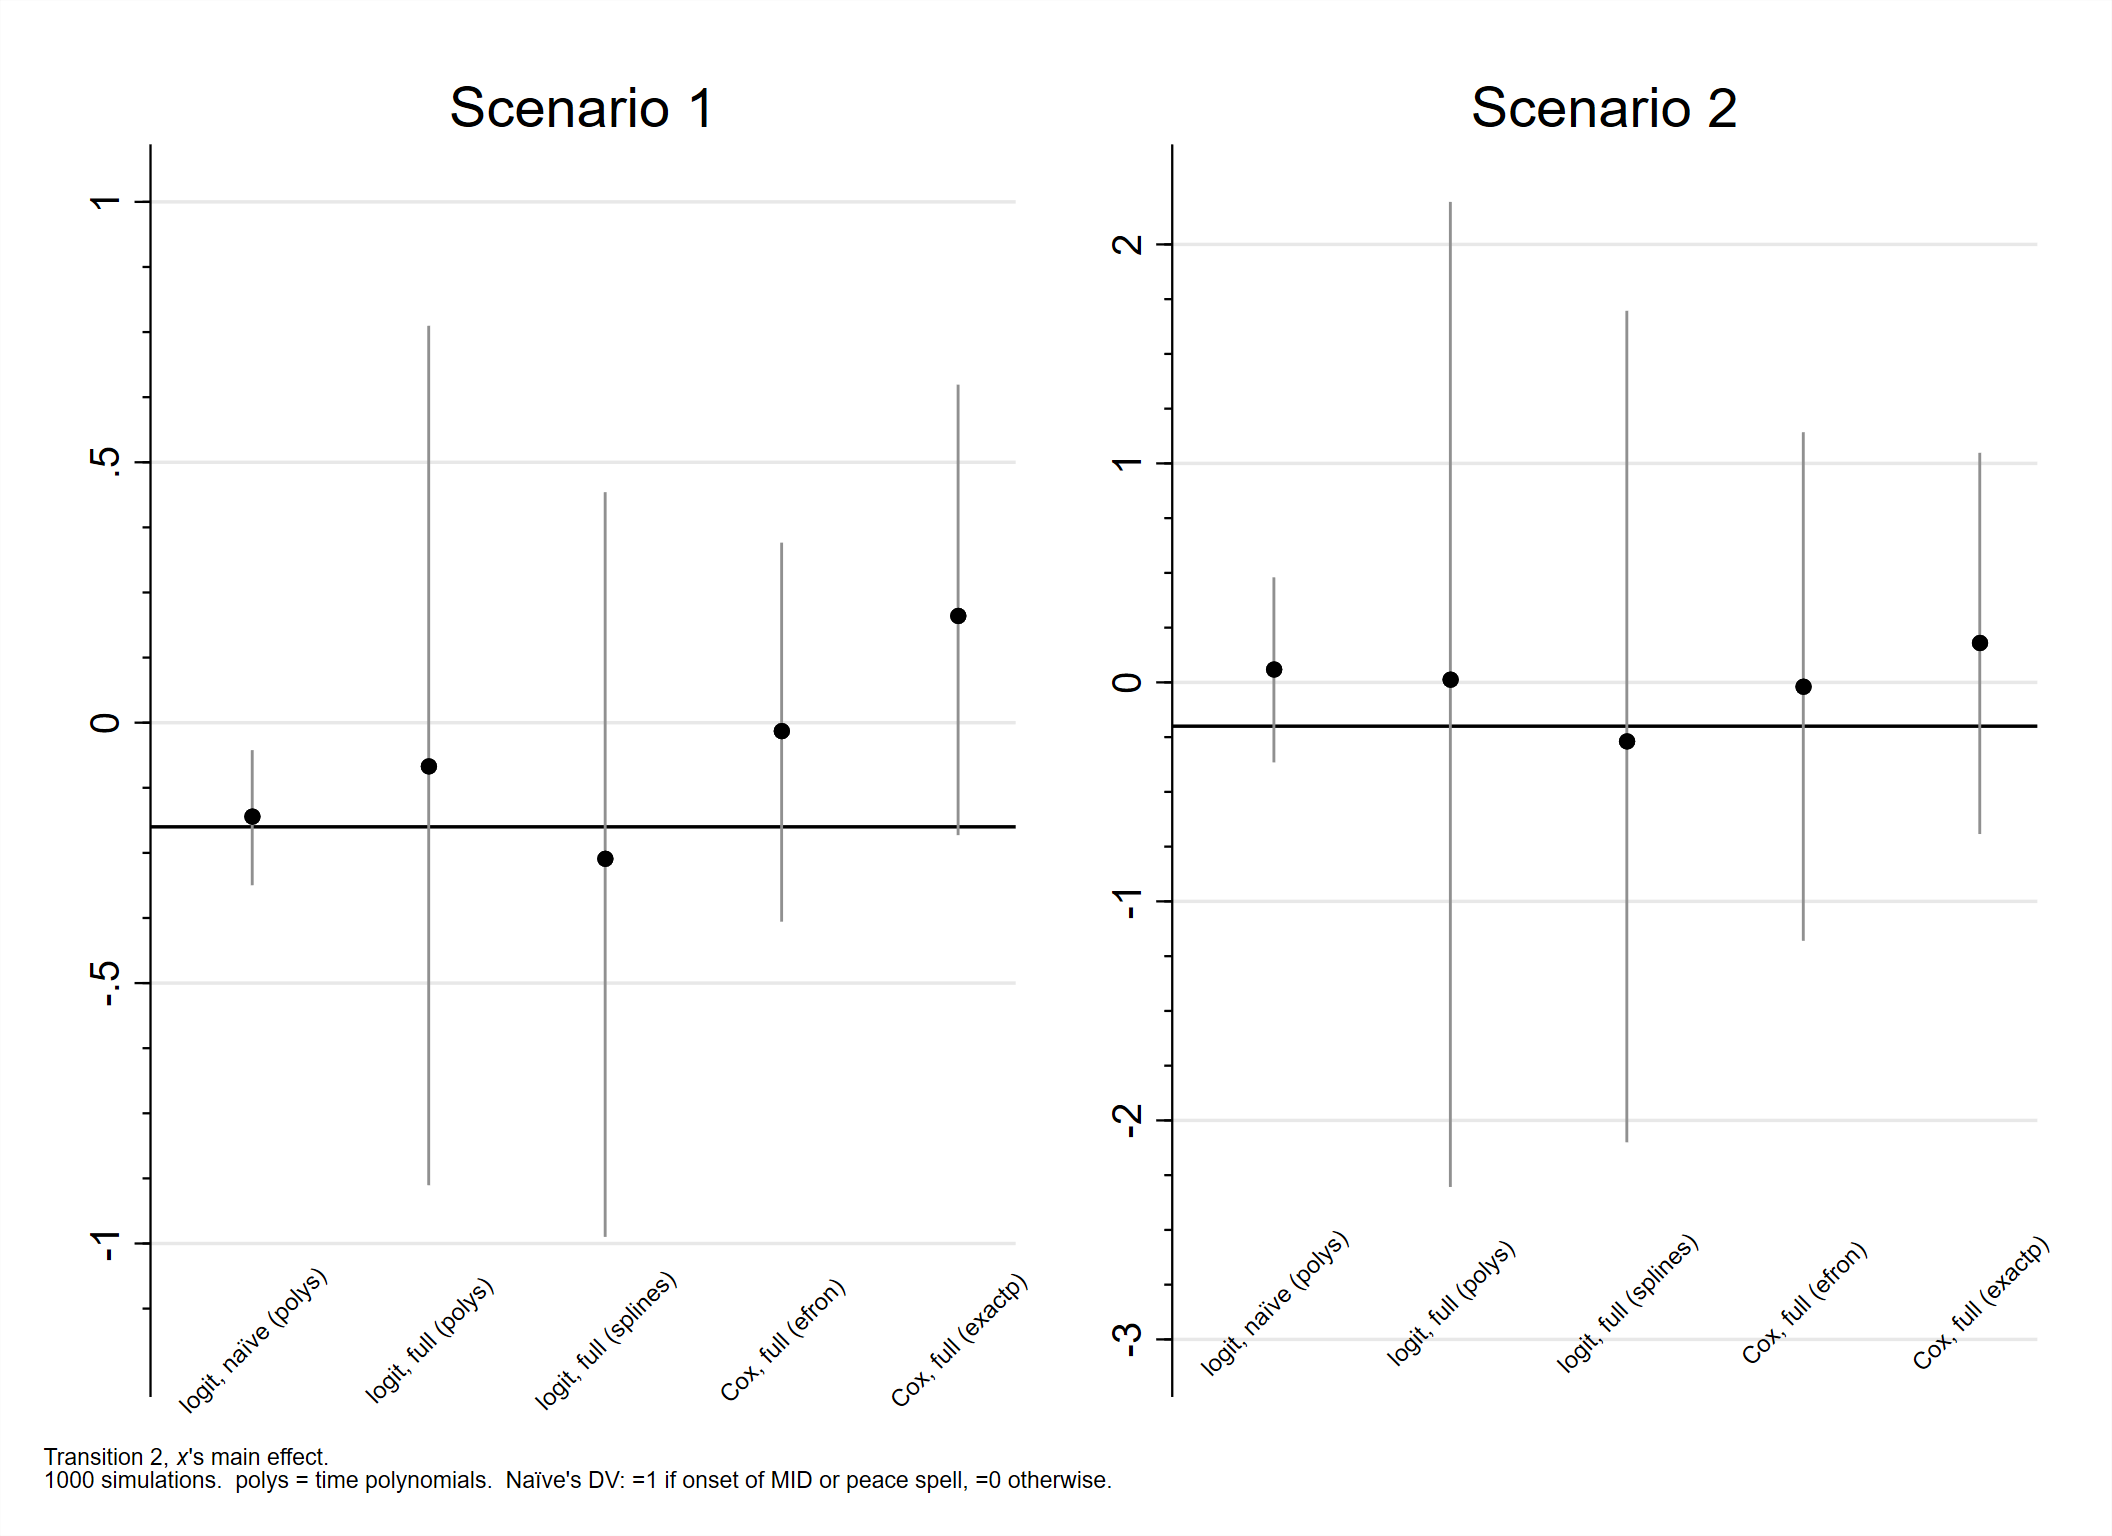 Scenario 1
1
.5
0
-.5
-1
logit, naïve (polys)
logit, full (polys)
logit, full (splines)
Cox, full (efron)
Cox, full (exactp)
Scenario 2
2
1
0
-1
-2
-3
logit, naïve (polys)
logit, full (polys)
logit, full (splines)
Cox, full (efron)
Cox, full (exactp)
Transition 2, x's main effect.
1000 simulations.  polys = time polynomials.  Naïve's DV: =1 if onset of MID or peace spell, =0 otherwise.